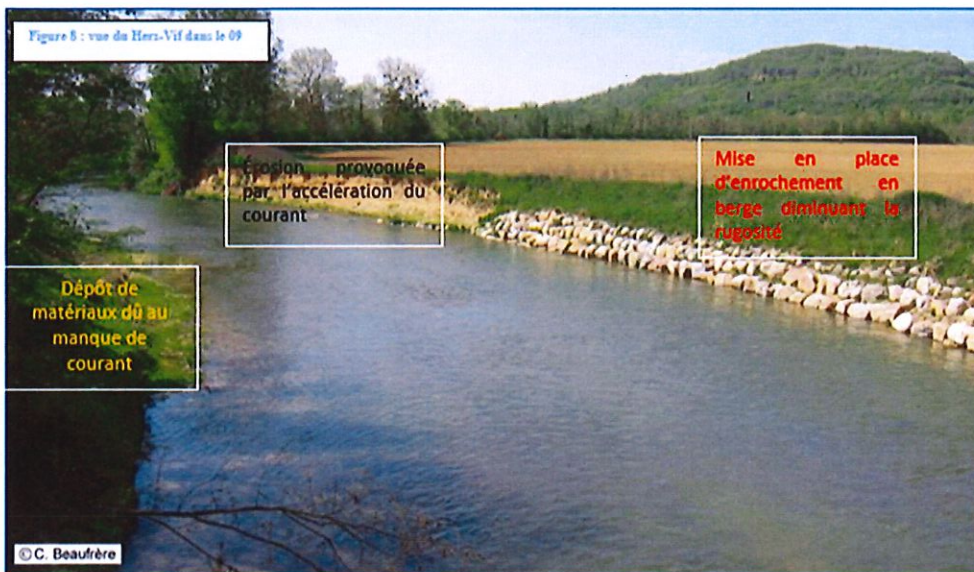 Figure 8 : vue du Hers-Vif dans le 09
Érosion provoquée
par l'accélération du
courant
Mise en place
d'enrochement en
berge diminuant la
rugosité
Dépôt de
matériaux dû au
manque de
courant
© C. Beaufrère